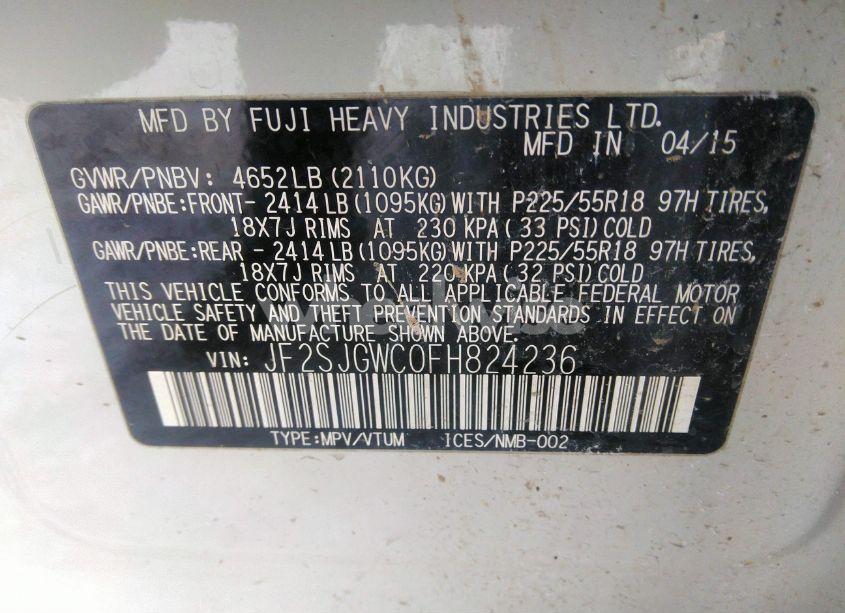 MFD BY FUJI HEAVY INDUSTRIES LTD.
MFD IN 04/15
GVWR/PNBV: 4652LB (2110KG)
GAWR/PNBE:FRONT- 2414LB (1095KG) WITH P225/55R18 97H TIRES,
18X7J RIMS AT 230 KPA ( 33 PSI) COLD
GAWR/PNBE:REAR - 2414LB (1095KG) WITH P225/55R18 97H TIRES,
18X7J RIMS AT 220 KPA ( 32 PSI) COLD
THIS VEHICLE CONFORMS TO ALL APPLICABLE FEDERAL MOTOR
VEHICLE SAFETY AND THEFT PREVENTION STANDARDS IN EFFECT ON
THE DATE OF MANUFACTURE SHOWN ABOVE.
VIN: JF2SJGWC0FH824236
TYPE:MPV/VTUM ICES/NMB-002